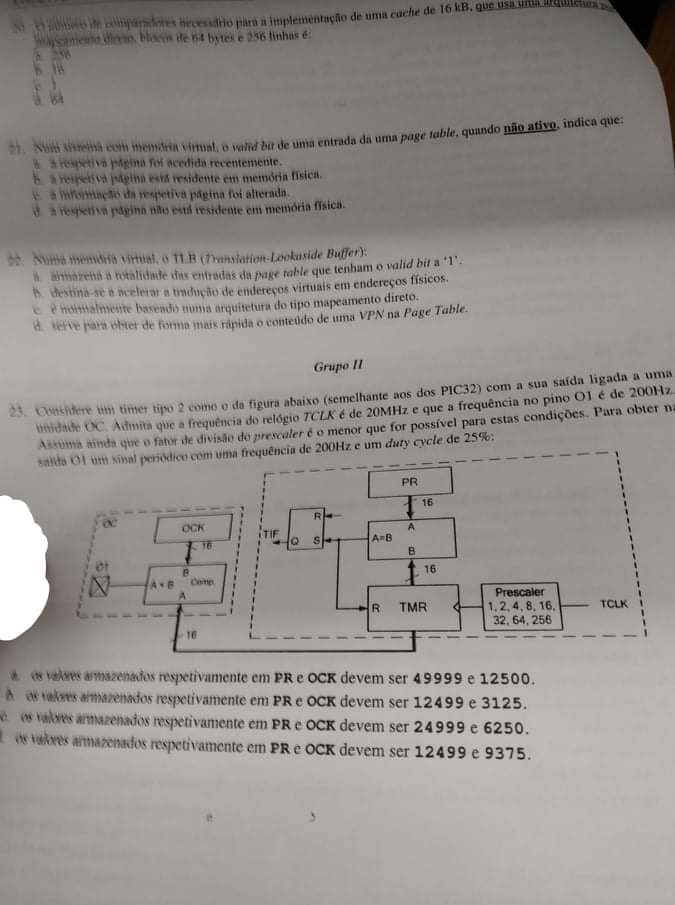 20. O número de comparadores necessário para a implementação de uma cache de 16 kB, que usa uma arquitetura
mapeamento direto, blocos de 64 bytes e 256 linhas é:
a. 256
b. 16
c. 1
d. 64
21. Num sistema com memória virtual, o valid bit de uma entrada da uma page table, quando não ativo, indica que:
a. a respetiva página foi acedida recentemente.
b. a respetiva página está residente em memória física.
c. a informação da respetiva página foi alterada.
d. a respetiva página não está residente em memória física.
22. Numa memória virtual, o TLB (Translation-Lookaside Buffer):
a. armazena a totalidade das entradas da page table que tenham o valid bit a '1'.
b. destina-se a acelerar a tradução de endereços virtuais em endereços físicos.
c. é normalmente baseado numa arquitetura do tipo mapeamento direto.
d. serve para obter de forma mais rápida o conteúdo de uma VPN na Page Table.
Grupo II
23. Considere um timer tipo 2 como o da figura abaixo (semelhante aos dos PIC32) com a sua saída ligada a uma
unidade OC. Admita que a frequência do relógio TCLK é de 20MHz e que a frequência no pino O1 é de 200Hz.
Assuma ainda que o fator de divisão do prescaler é o menor que for possível para estas condições. Para obter na
saída O1 um sinal periódico com uma frequência de 200Hz e um duty cycle de 25%:
PR
16
OC
OCK
TIF
R
Q S
A=B
A
B
16
O1
B
A<B Comp.
A
16
R TMR
Prescaler
1, 2, 4, 8, 16,
32, 64, 256
TCLK
16
a. os valores armazenados respetivamente em PR e OCK devem ser 49999 e 12500.
os valores armazenados respetivamente em PR e OCK devem ser 12499 e 3125.
c. os valores armazenados respetivamente em PR e OCK devem ser 24999 e 6250.
os valores armazenados respetivamente em PR e OCK devem ser 12499 e 9375.